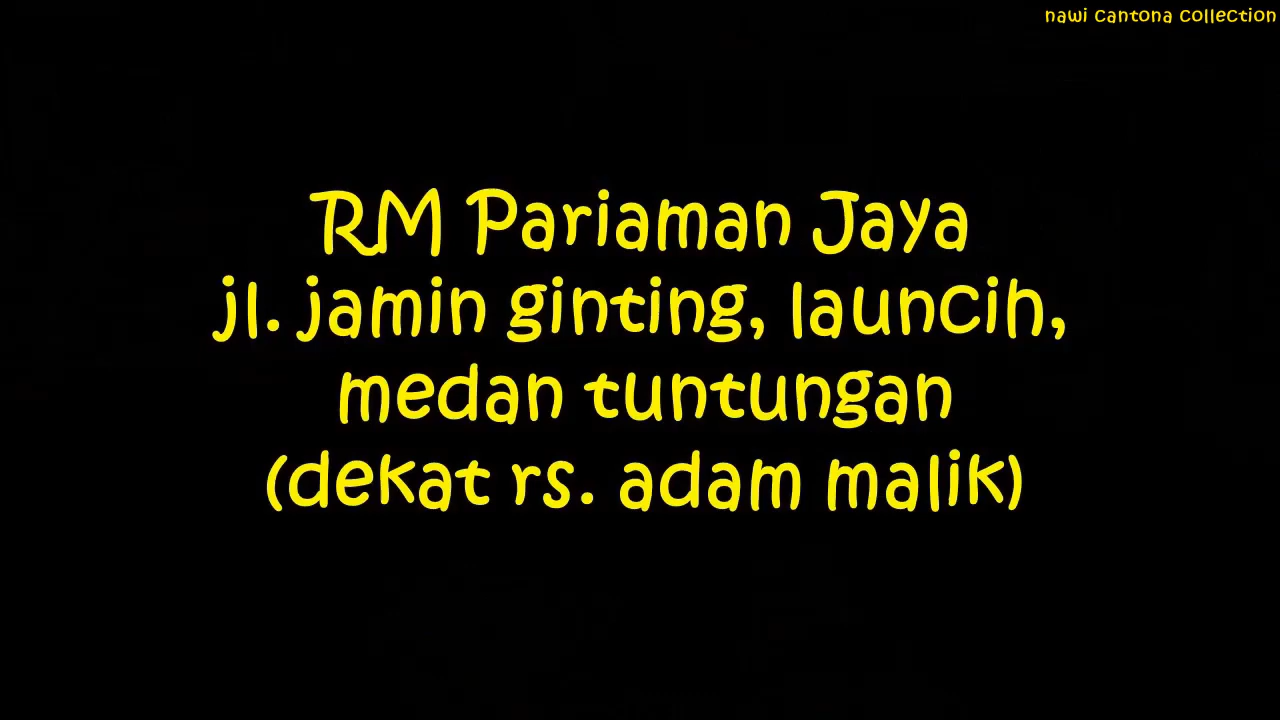 nawi cantona collection
RM Pariaman Jaya
jl. jamin ginting, launcih,
medan tuntungan
(dekat rs. adam malik)